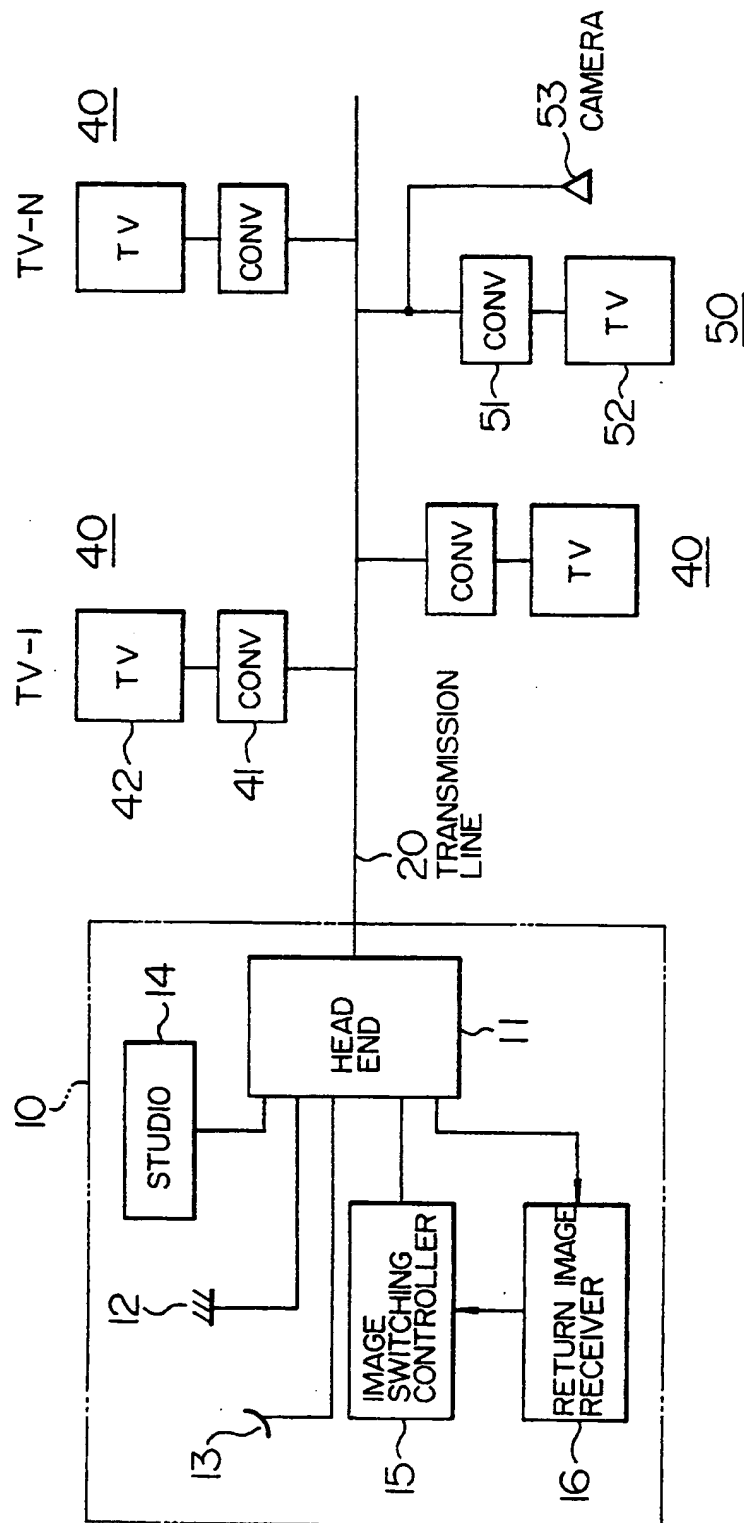 10
STUDIO
14
12
13
HEAD
END
11
IMAGE
SWITCHING
CONTROLLER
15
RETURN IMAGE
RECEIVER
16
20
TRANSMISSION
LINE
TV-1
40
TV
42
CONV
41
CONV
TV
40
TV-N
40
TV
CONV
CONV
51
TV
52
50
53
CAMERA